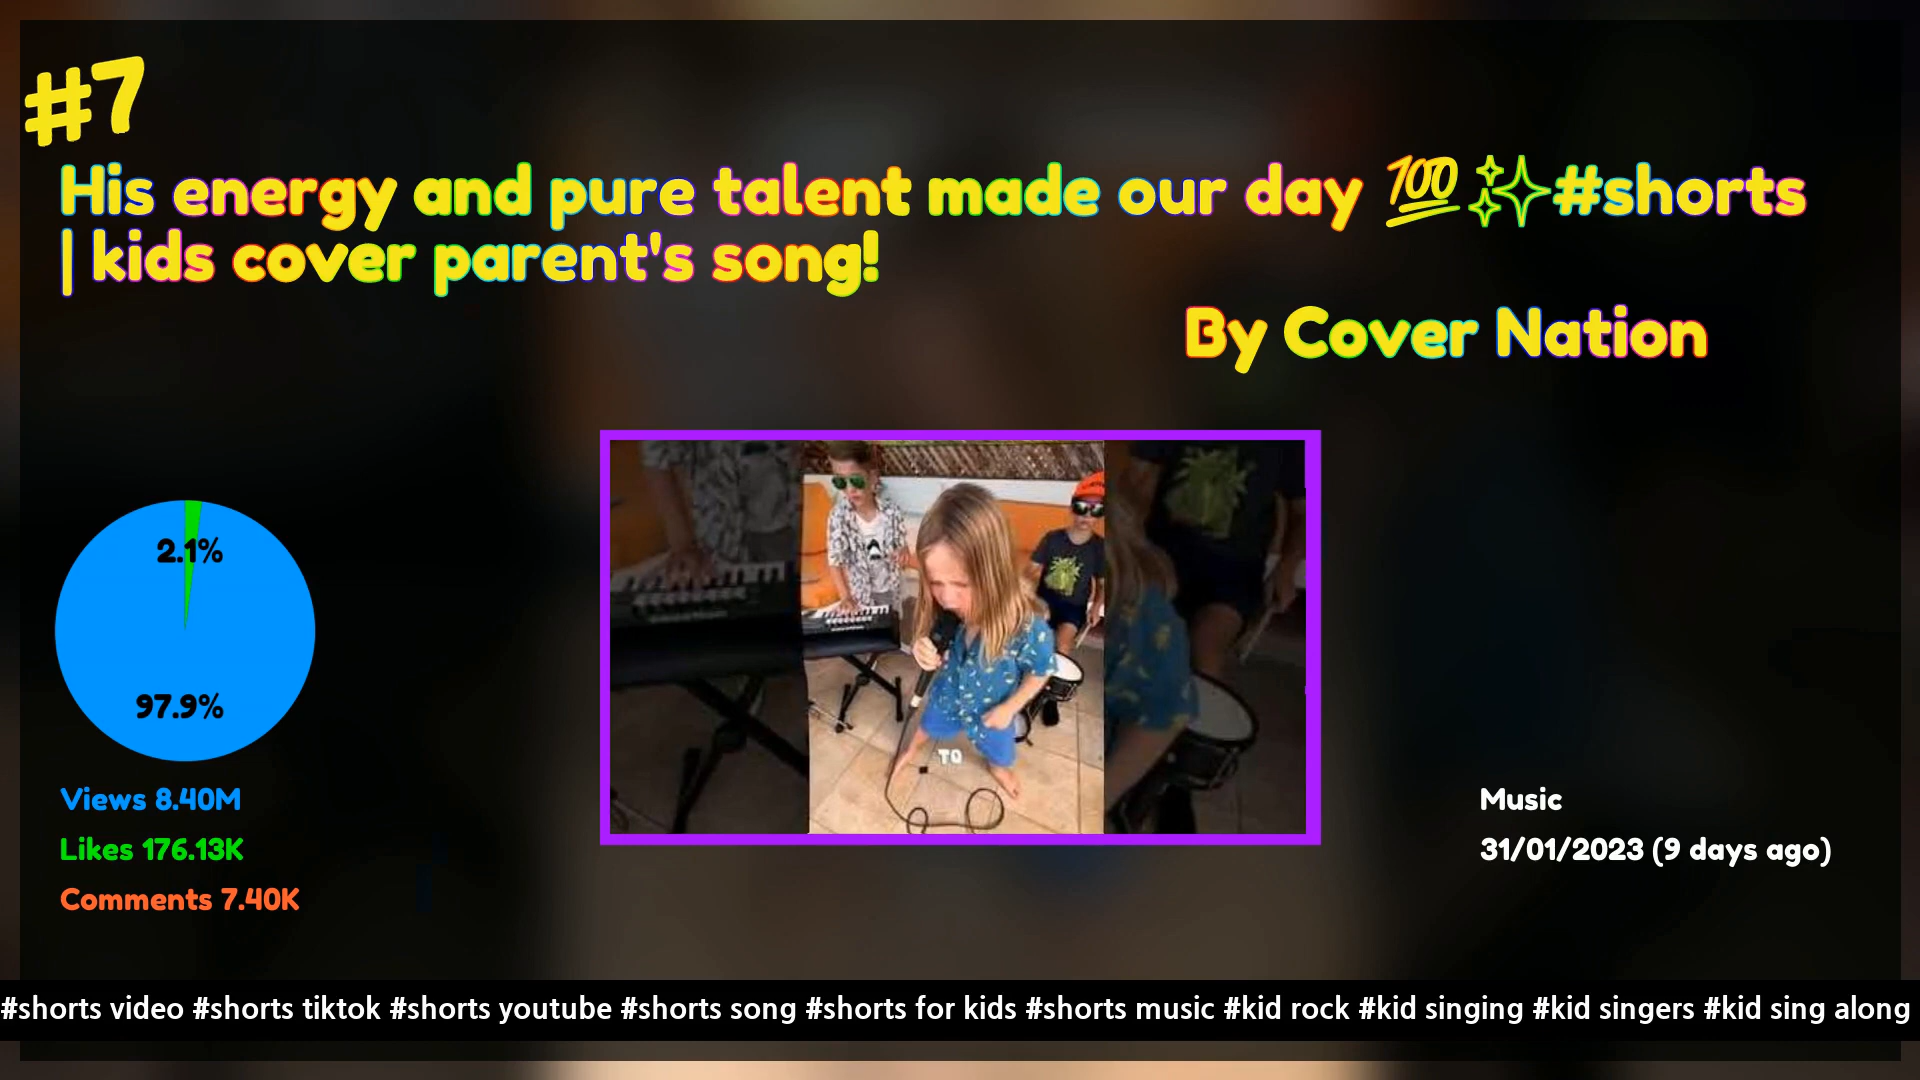 #7
His energy and pure talent made our day 💯✨#shorts
| kids cover parent's song!
By Cover Nation
2.1%
97.9%
TO
Views 8.40M
Likes 176.13K
Comments 7.40K
Music
31/01/2023 (9 days ago)
#shorts video #shorts tiktok #shorts youtube #shorts song #shorts for kids #shorts music #kid rock #kid singing #kid singers #kid sing along